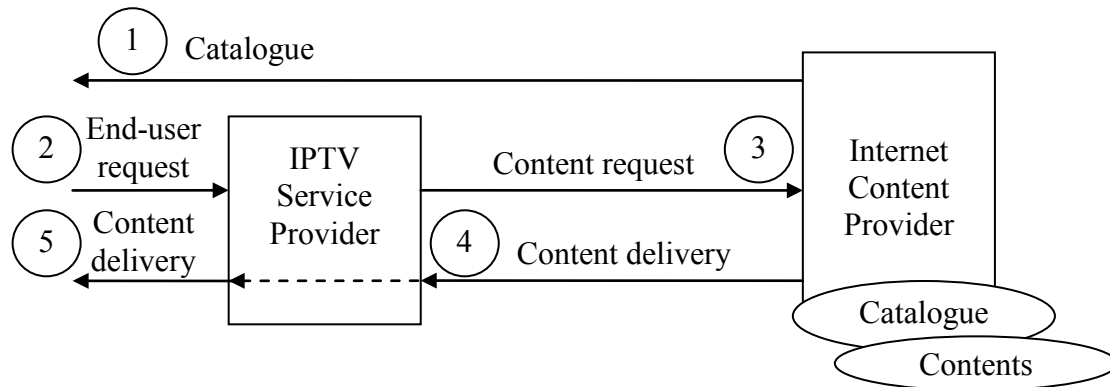 1
Catalogue
2
End-user
request
IPTV
Service
Provider
Content request
3
Internet
Content
Provider
5
Content
delivery
4
Content delivery
Catalogue
Contents